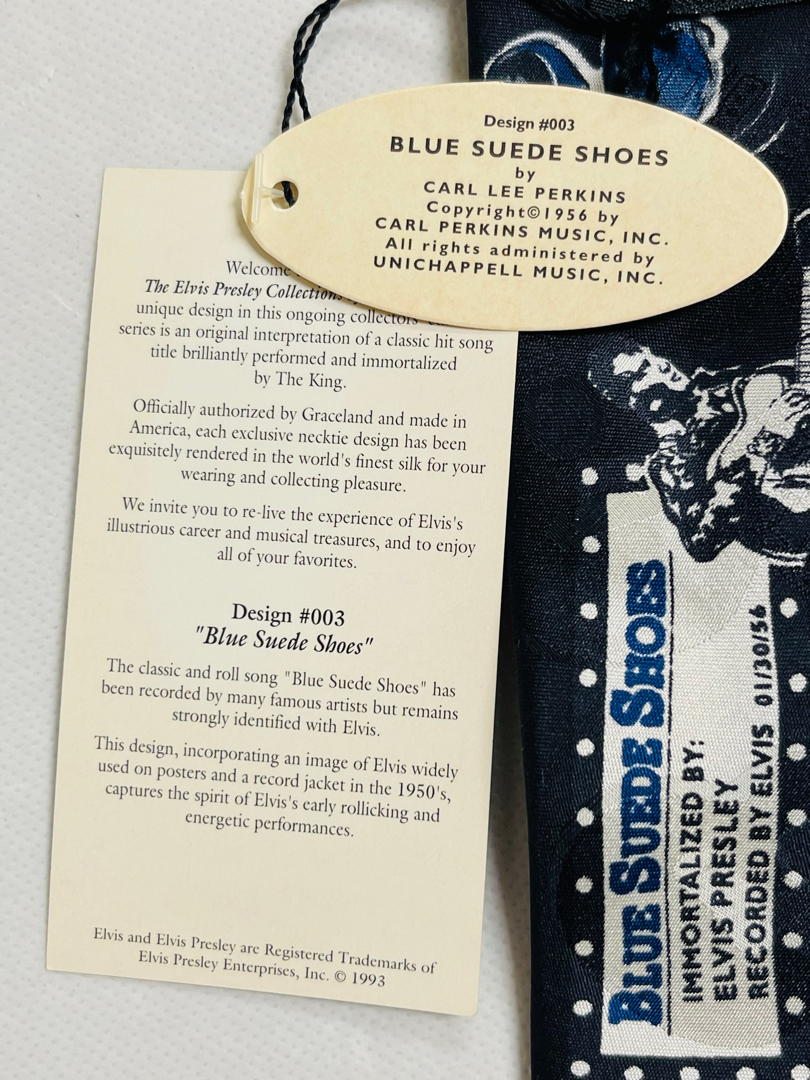 Design #003
BLUE SUEDE SHOES
by
CARL LEE PERKINS
Copyright©1956 by
CARL PERKINS MUSIC, INC.
All rights administered by
UNICHAPPELL MUSIC, INC.
Welcome
The Elvis Presley Collections
unique design in this ongoing collectors'
series is an original interpretation of a classic hit song
title brilliantly performed and immortalized
by The King.
Officially authorized by Graceland and made in
America, each exclusive necktie design has been
exquisitely rendered in the world's finest silk for your
wearing and collecting pleasure.
We invite you to re-live the experience of Elvis's
illustrious career and musical treasures, and to enjoy
all of your favorites.
Design #003
"Blue Suede Shoes"
The classic and roll song "Blue Suede Shoes" has
been recorded by many famous artists but remains
strongly identified with Elvis.
This design, incorporating an image of Elvis widely
used on posters and a record jacket in the 1950's,
captures the spirit of Elvis's early rollicking and
energetic performances.
Elvis and Elvis Presley are Registered Trademarks of
Elvis Presley Enterprises, Inc. © 1993
BLUE SUEDE SHOES
IMMORTALIZED BY:
ELVIS PRESLEY
RECORDED BY ELVIS 01/30/56